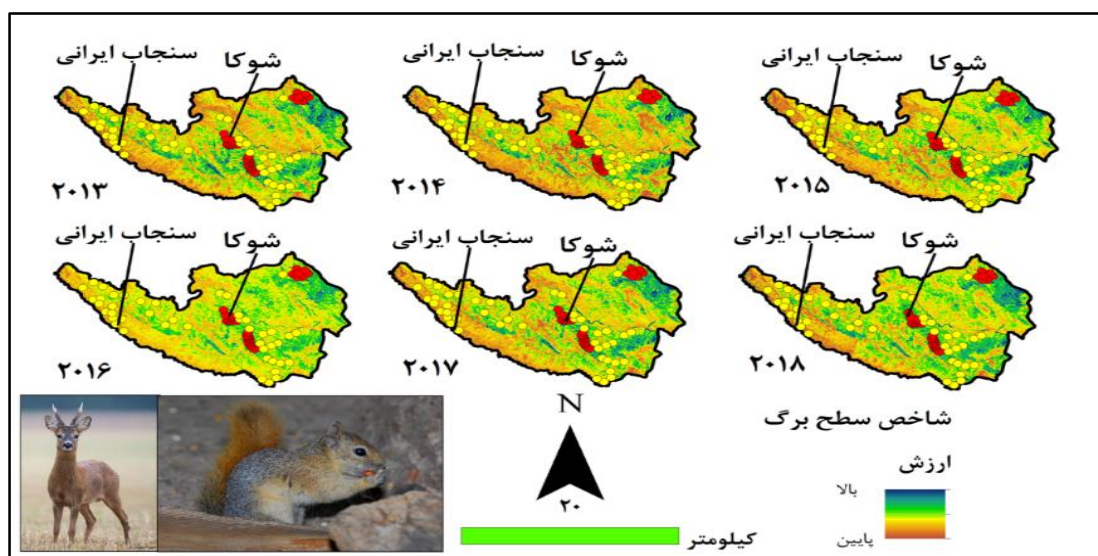 سنجاب ایرانی
شوکا
۲۰۱۳
سنجاب ایرانی
شوکا
۲۰۱۴
سنجاب ایرانی
شوکا
۲۰۱۵
سنجاب ایرانی
شوکا
۲۰۱۶
سنجاب ایرانی
شوکا
۲۰۱۷
سنجاب ایرانی
شوکا
۲۰۱۸
N
۲۰
کیلومتر
شاخص سطح برگ
ارزش
بالا
پایین